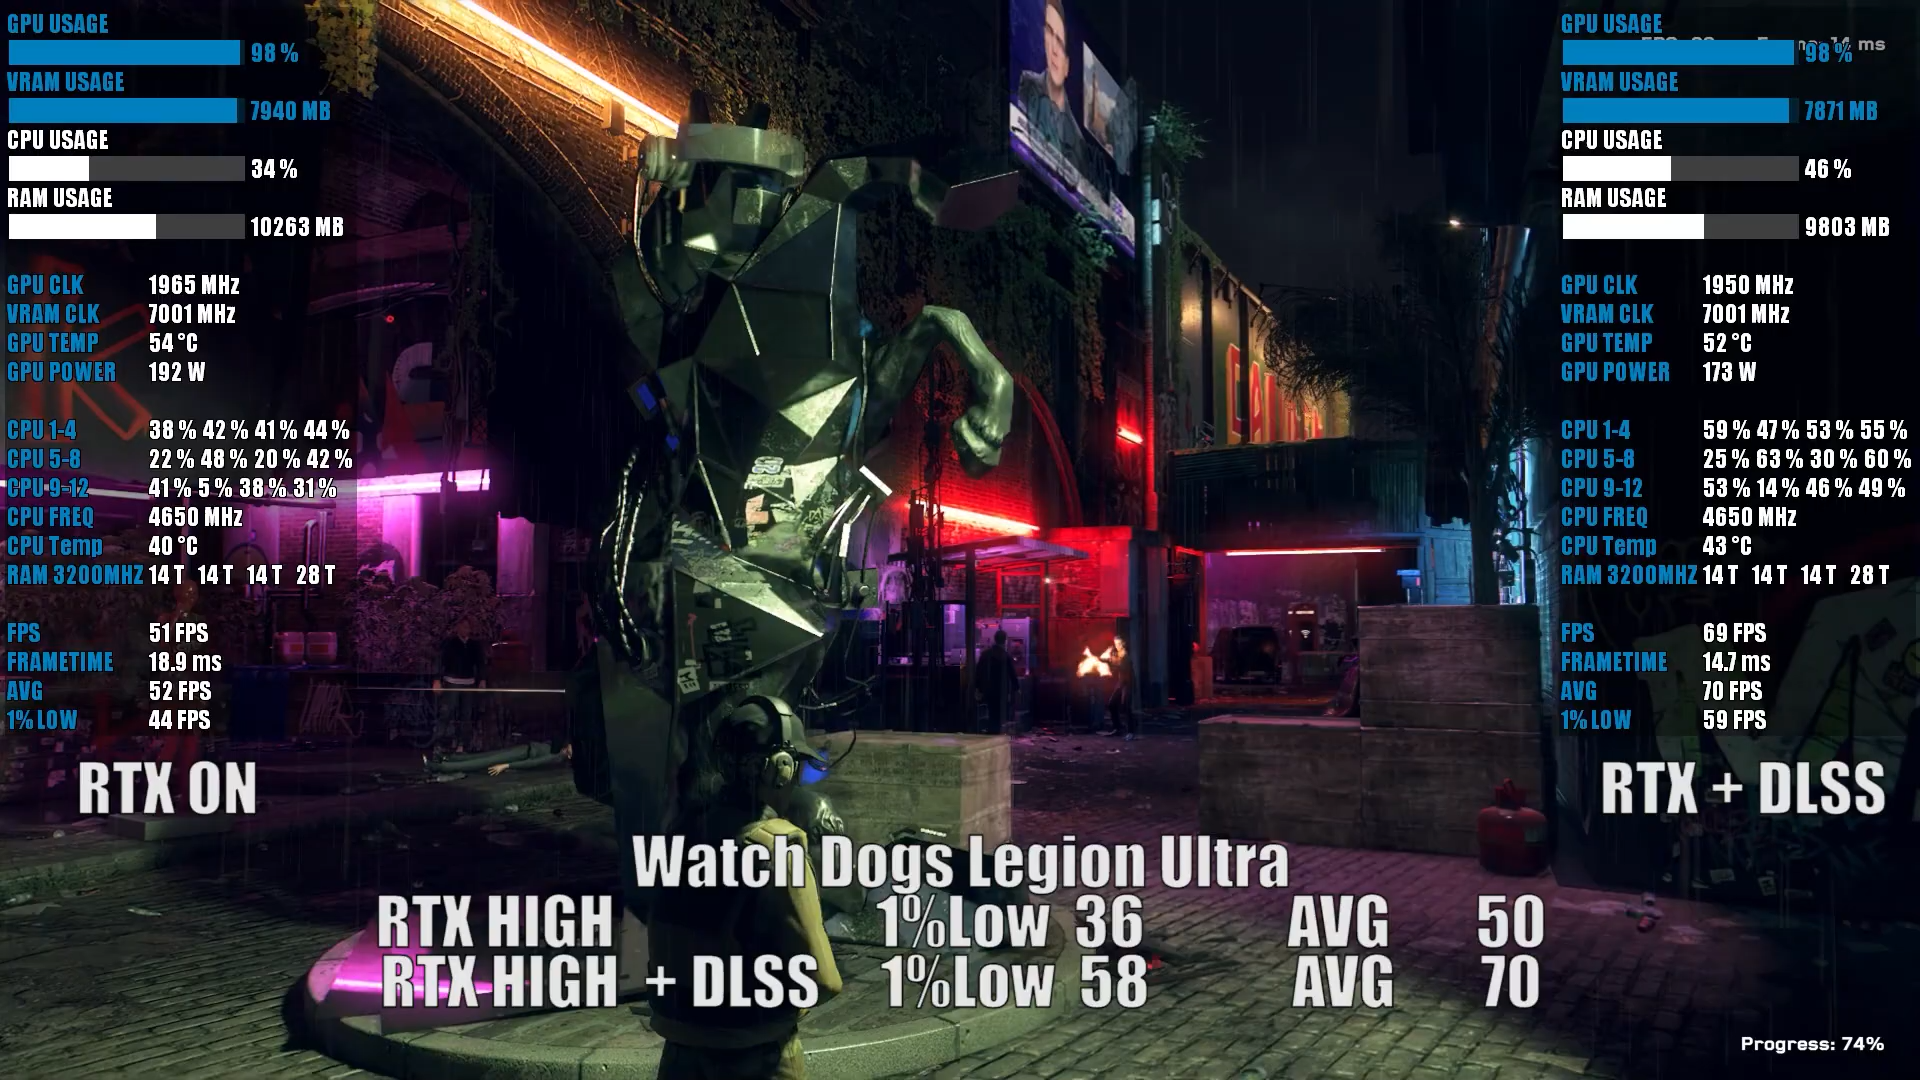 GPU USAGE
98 %
VRAM USAGE
7940 MB
CPU USAGE
34 %
RAM USAGE
10263 MB
GPU CLK 1965 MHz
VRAM CLK 7001 MHz
GPU TEMP 54 °C
GPU POWER 192 W
CPU 1-4 38 % 42 % 41 % 44 %
CPU 5-8 22 % 48 % 20 % 42 %
CPU 9-12 41 % 5 % 38 % 31 %
CPU FREQ 4650 MHz
CPU Temp 40 °C
RAM 3200MHZ 14 T 14 T 14 T 28 T
FPS 51 FPS
FRAMETIME 18.9 ms
AVG 52 FPS
1% LOW 44 FPS
RTX ON
GPU USAGE
98 %
ms
VRAM USAGE
7871 MB
CPU USAGE
46 %
RAM USAGE
9803 MB
GPU CLK 1950 MHz
VRAM CLK 7001 MHz
GPU TEMP 52 °C
GPU POWER 173 W
CPU 1-4 59 % 47 % 53 % 55 %
CPU 5-8 25 % 63 % 30 % 60 %
CPU 9-12 53 % 14 % 46 % 49 %
CPU FREQ 4650 MHz
CPU Temp 43 °C
RAM 3200MHZ 14 T 14 T 14 T 28 T
FPS 69 FPS
FRAMETIME 14.7 ms
AVG 70 FPS
1% LOW 59 FPS
RTX + DLSS
Watch Dogs Legion Ultra
RTX HIGH 1%Low 36 AVG 50
RTX HIGH + DLSS 1%Low 58 AVG 70
Progress: 74%